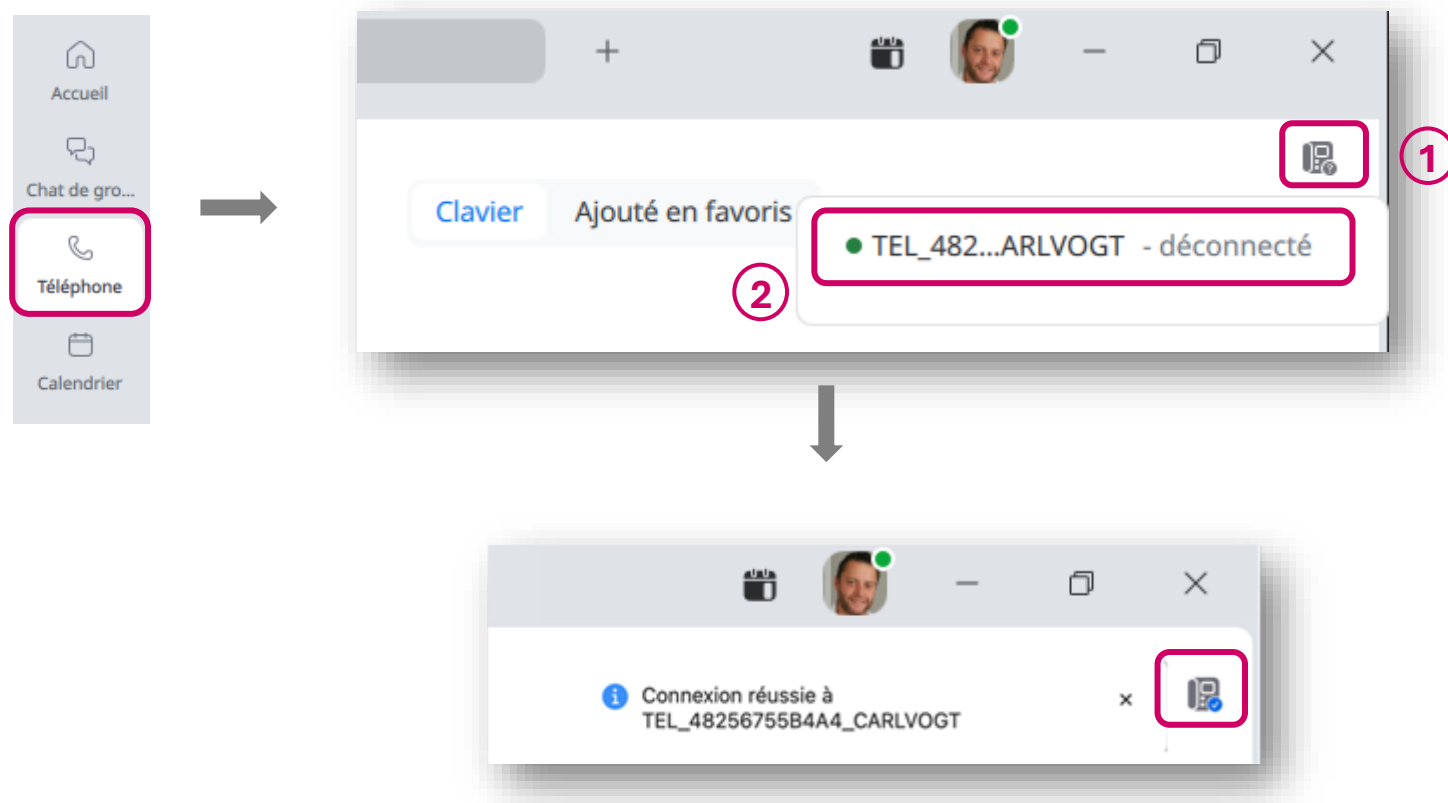 Accueil
Chat de gro...
Téléphone
Calendrier
1
Clavier Ajouté en favoris
TEL_482...ARLVOGT - déconnecté
2
Connexion réussie à
TEL_48256755B4A4_CARLVOGT